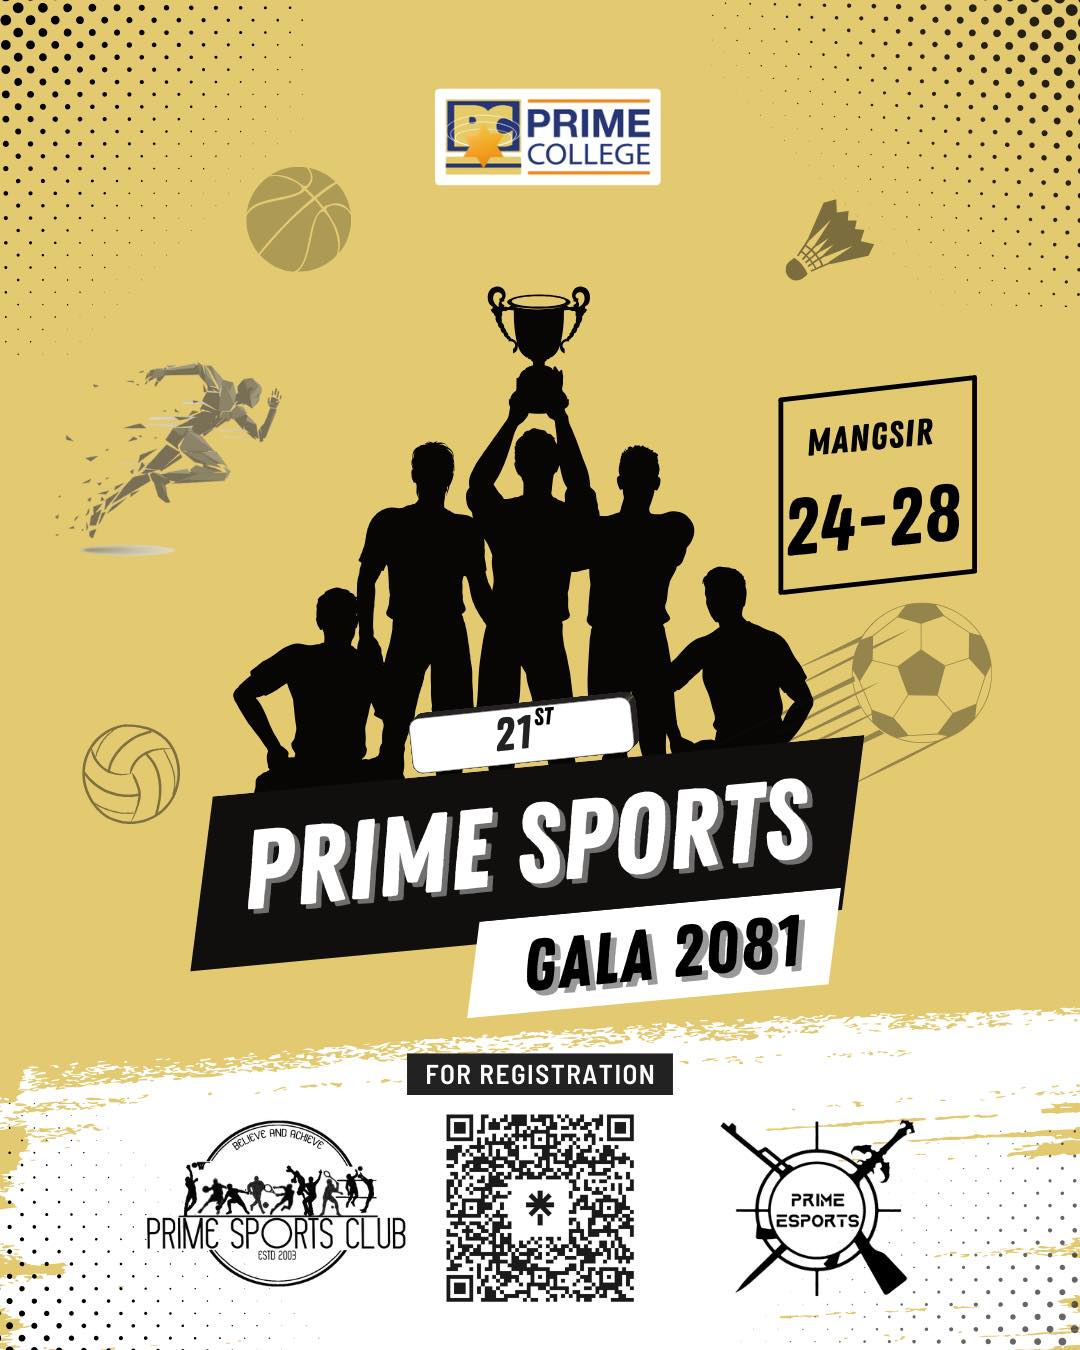 PRIME
COLLEGE
MANGSIR
24-28
21ST
PRIME SPORTS
GALA 2081
FOR REGISTRATION
BELIEVE AND ACHIEVE
PRIME SPORTS CLUB
ESTD 2003
PRIME
ESPORTS